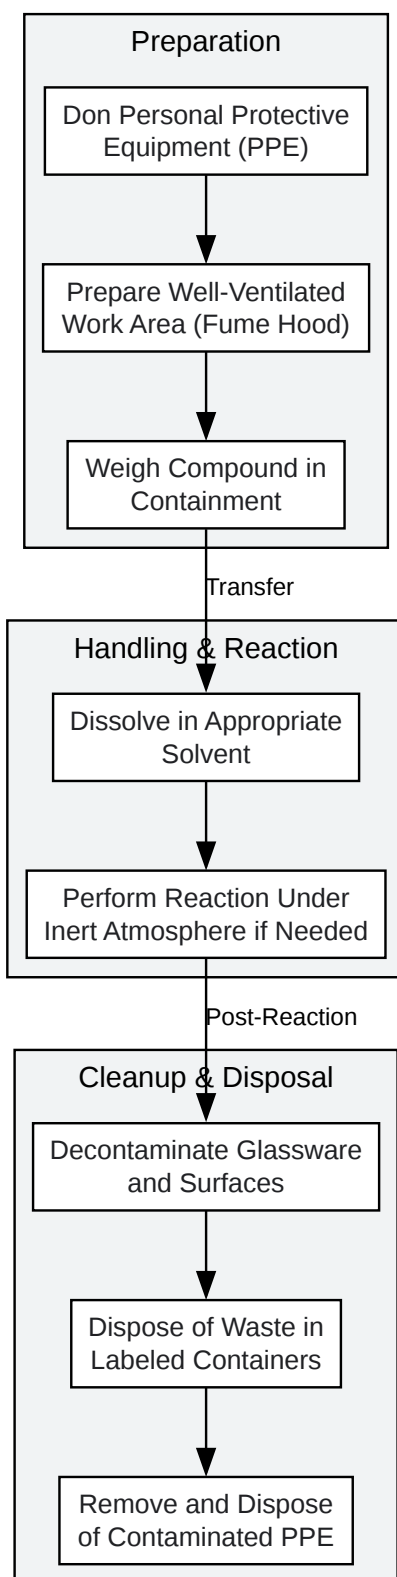 Preparation
Don Personal Protective
Equipment (PPE)
Prepare Well-Ventilated
Work Area (Fume Hood)
Weigh Compound in
Containment
Transfer
Handling & Reaction
Dissolve in Appropriate
Solvent
Perform Reaction Under
Inert Atmosphere if Needed
Post-Reaction
Cleanup & Disposal
Decontaminate Glassware
and Surfaces
Dispose of Waste in
Labeled Containers
Remove and Dispose
of Contaminated PPE